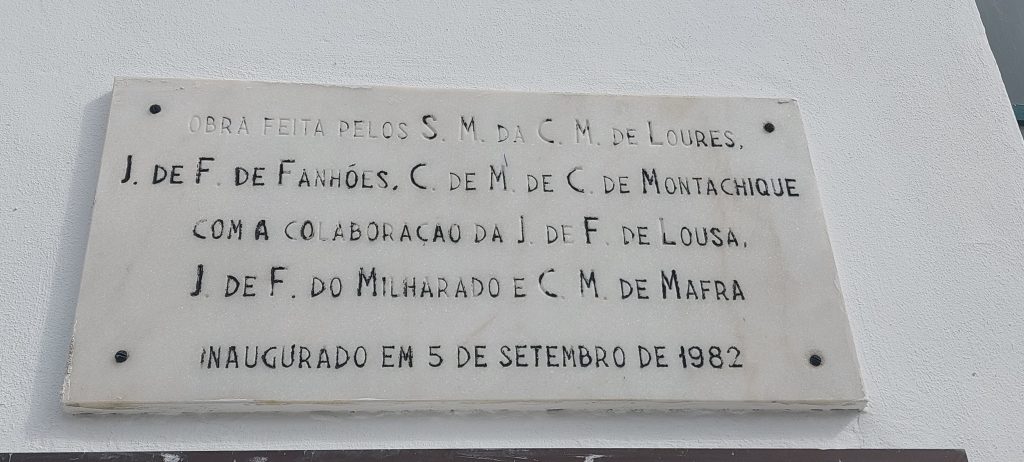 OBRA FEITA PELOS S. M. DA C. M. DE LOURES,
J. DE F. DE FANHÓES, C. DE M. DE C. DE MONTACHIQUE
COM A COLABORAÇAO DA J. DE F. DE LOUSA,
J. DE F. DO MILHARADO E C. M. DE MAFRA
INAUGURADO EM 5 DE SETEMBRO DE 1982